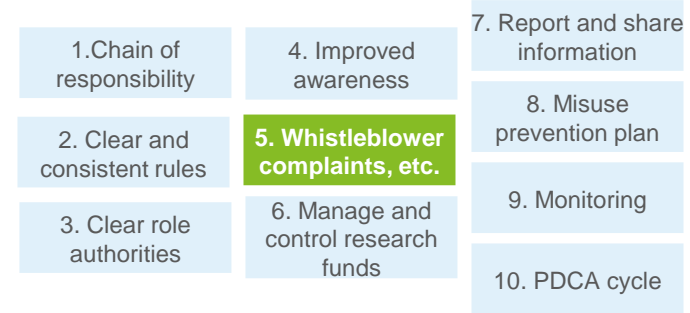 1.Chain of
responsibility
2. Clear and
consistent rules
3. Clear role
authorities
4. Improved
awareness
5. Whistleblower
complaints, etc.
6. Manage and
control research
funds
7. Report and share
information
8. Misuse
prevention plan
9. Monitoring
10. PDCA cycle